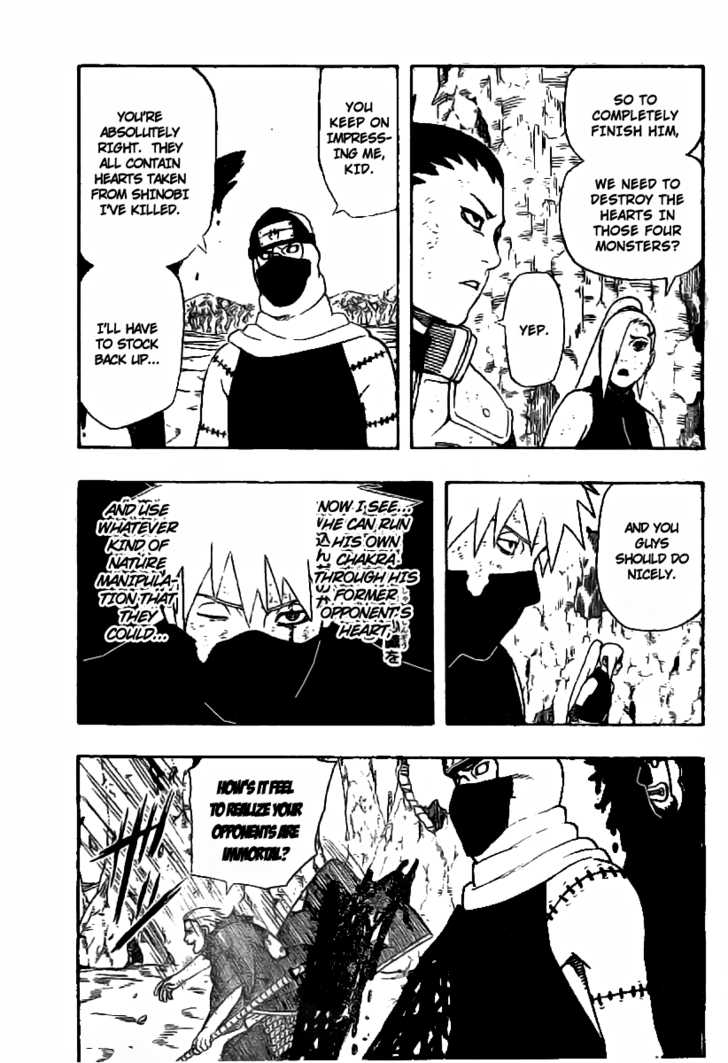 SO TO
COMPLETELY
FINISH HIM,
WE NEED TO
DESTROY THE
HEARTS IN
THOSE FOUR
MONSTERS?
YEP.
YOU
KEEP ON
IMPRESS-
ING ME,
KID.
YOU'RE
ABSOLUTELY
RIGHT. THEY
ALL CONTAIN
HEARTS TAKEN
FROM SHINOBI
I'VE KILLED.
I'LL HAVE
TO STOCK
BACK UP...
AND YOU
GUYS
SHOULD DO
NICELY.
NOW I SEE...
HE CAN RUN
HIS OWN
CHAKRA
THROUGH HIS
FORMER
OPPONENT'S
HEART,
AND USE
WHATEVER
KIND OF
NATURE
MANIPULA-
TION THAT
THEY
COULD...
HOW'S IT FEEL
TO REALIZE YOUR
OPPONENTS ARE
IMMORTAL?